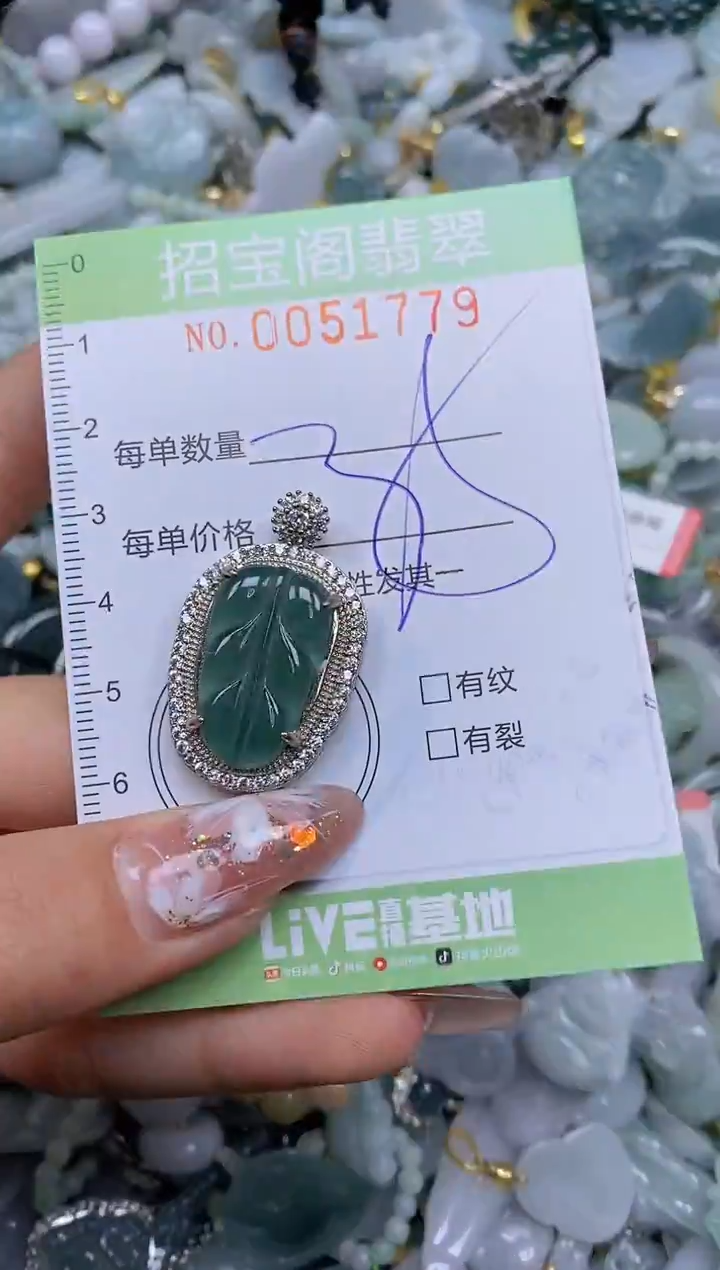 招宝阁翡翠
NO.0051779
0
1
每单数量
2
3
每单价格
性发其一
4
5
□有纹
□有裂
6
LiVE直播基地